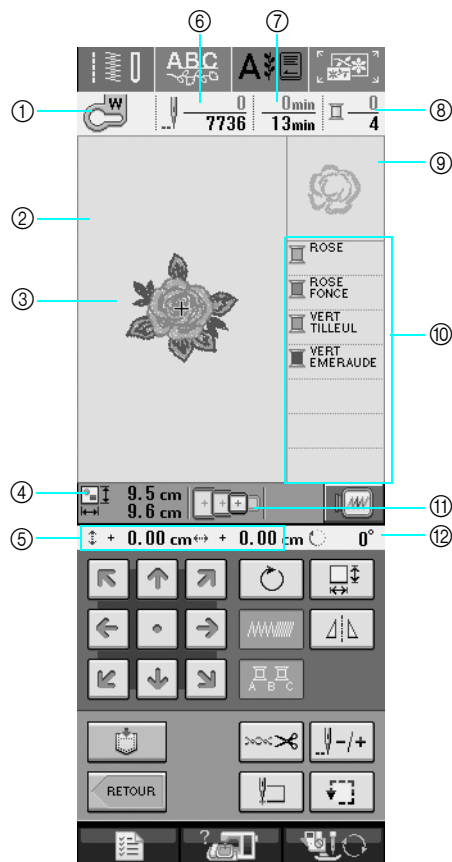 ⑥ ⑦
ABC A
① W 0 0min 0 ⑧
7736 13min 4
⑨
②
③
ROSE
ROSE
FONCE
VERT
TILLEUL
⑩
VERT
EMERAUDE
④ 9.5 cm
9.6 cm ⑪
⑤ + 0.00 cm + 0.00 cm 0° ⑫
A B C
-/+
RETOUR
?